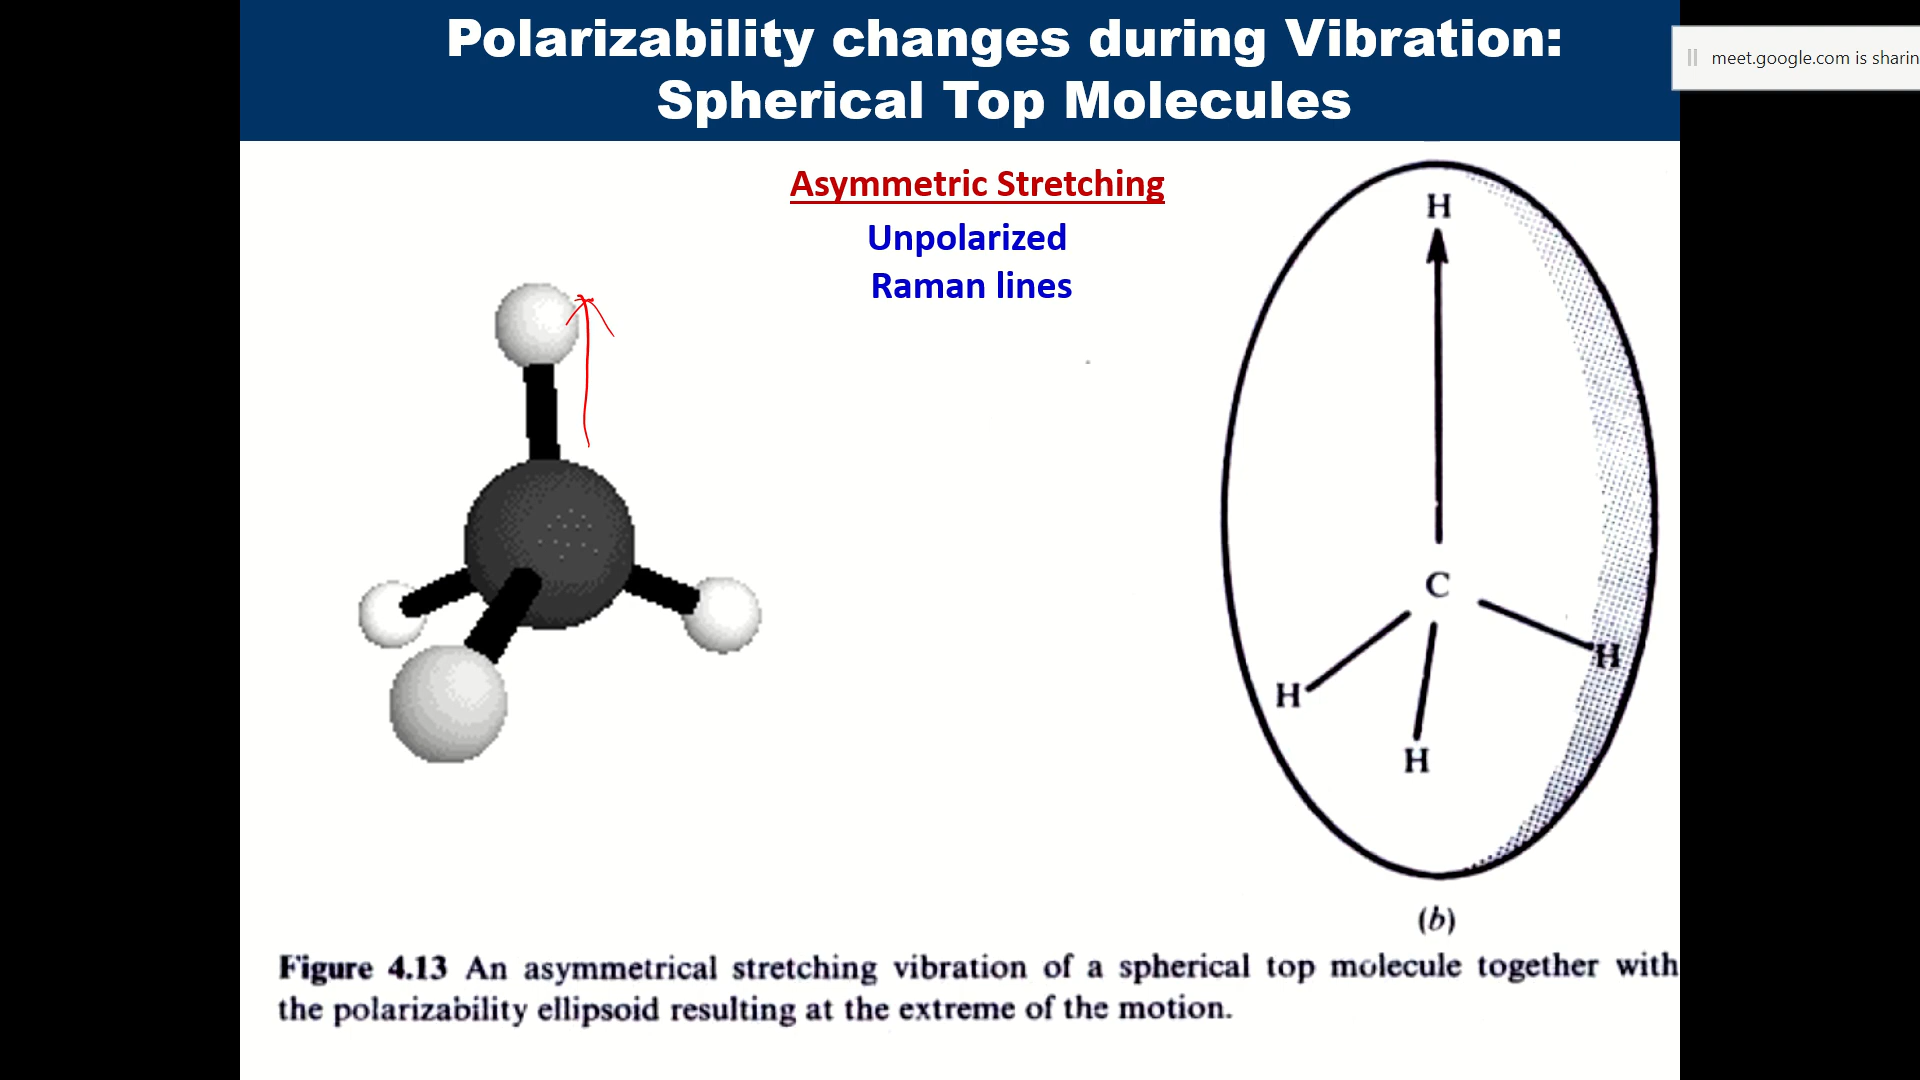 Polarizability changes during Vibration:
Spherical Top Molecules
meet.google.com is sharin
Asymmetric Stretching
Unpolarized
Raman lines
H
C
H
H
H
(b)
Figure 4.13 An asymmetrical stretching vibration of a spherical top molecule together with
the polarizability ellipsoid resulting at the extreme of the motion.